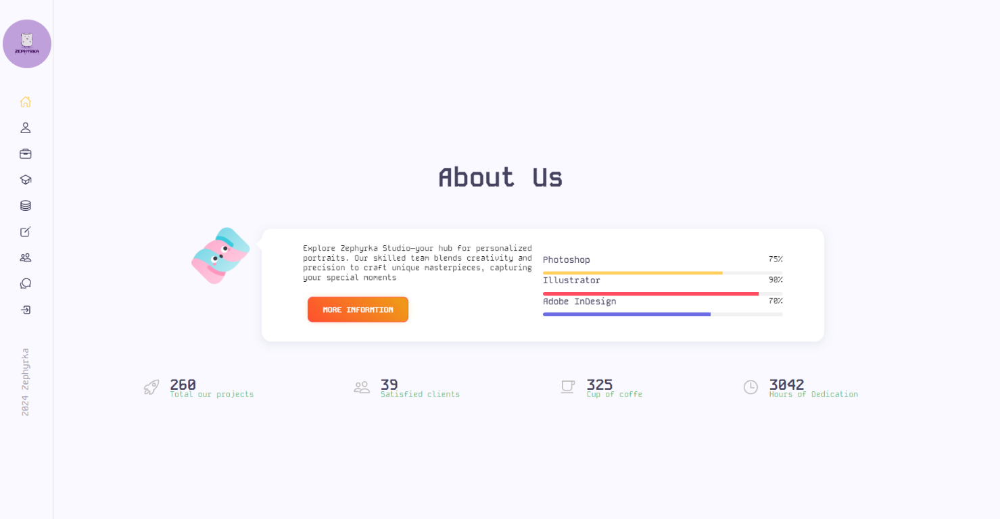 ZEPHYRKA
About Us
Explore Zephyrka Studio—your hub for personalized
portraits. Our skilled team blends creativity and
precision to craft unique masterpieces, capturing
your special moments
MORE INFORMTION
Photoshop 75%
Illustrator 90%
Adobe InDesign 70%
260
Total our projects
39
Satisfied clients
325
Cup of coffe
3042
Hours of Dedication
2024 Zephyrka